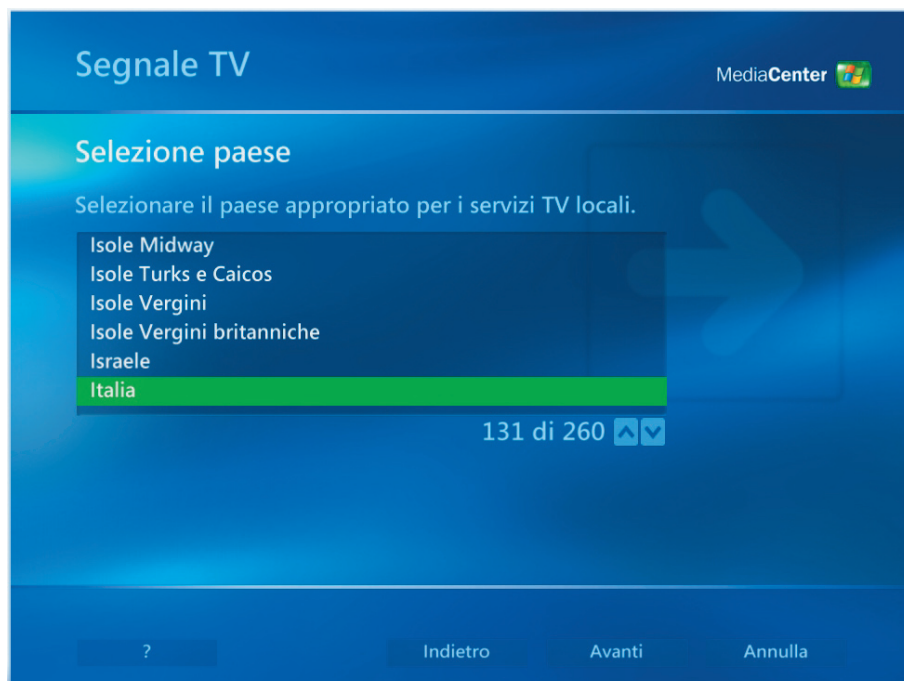 Segnale TV
MediaCenter
Selezione paese
Selezionare il paese appropriato per i servizi TV locali.
Isole Midway
Isole Turks e Caicos
Isole Vergini
Isole Vergini britanniche
Israele
Italia
131 di 260
? Indietro Avanti Annulla